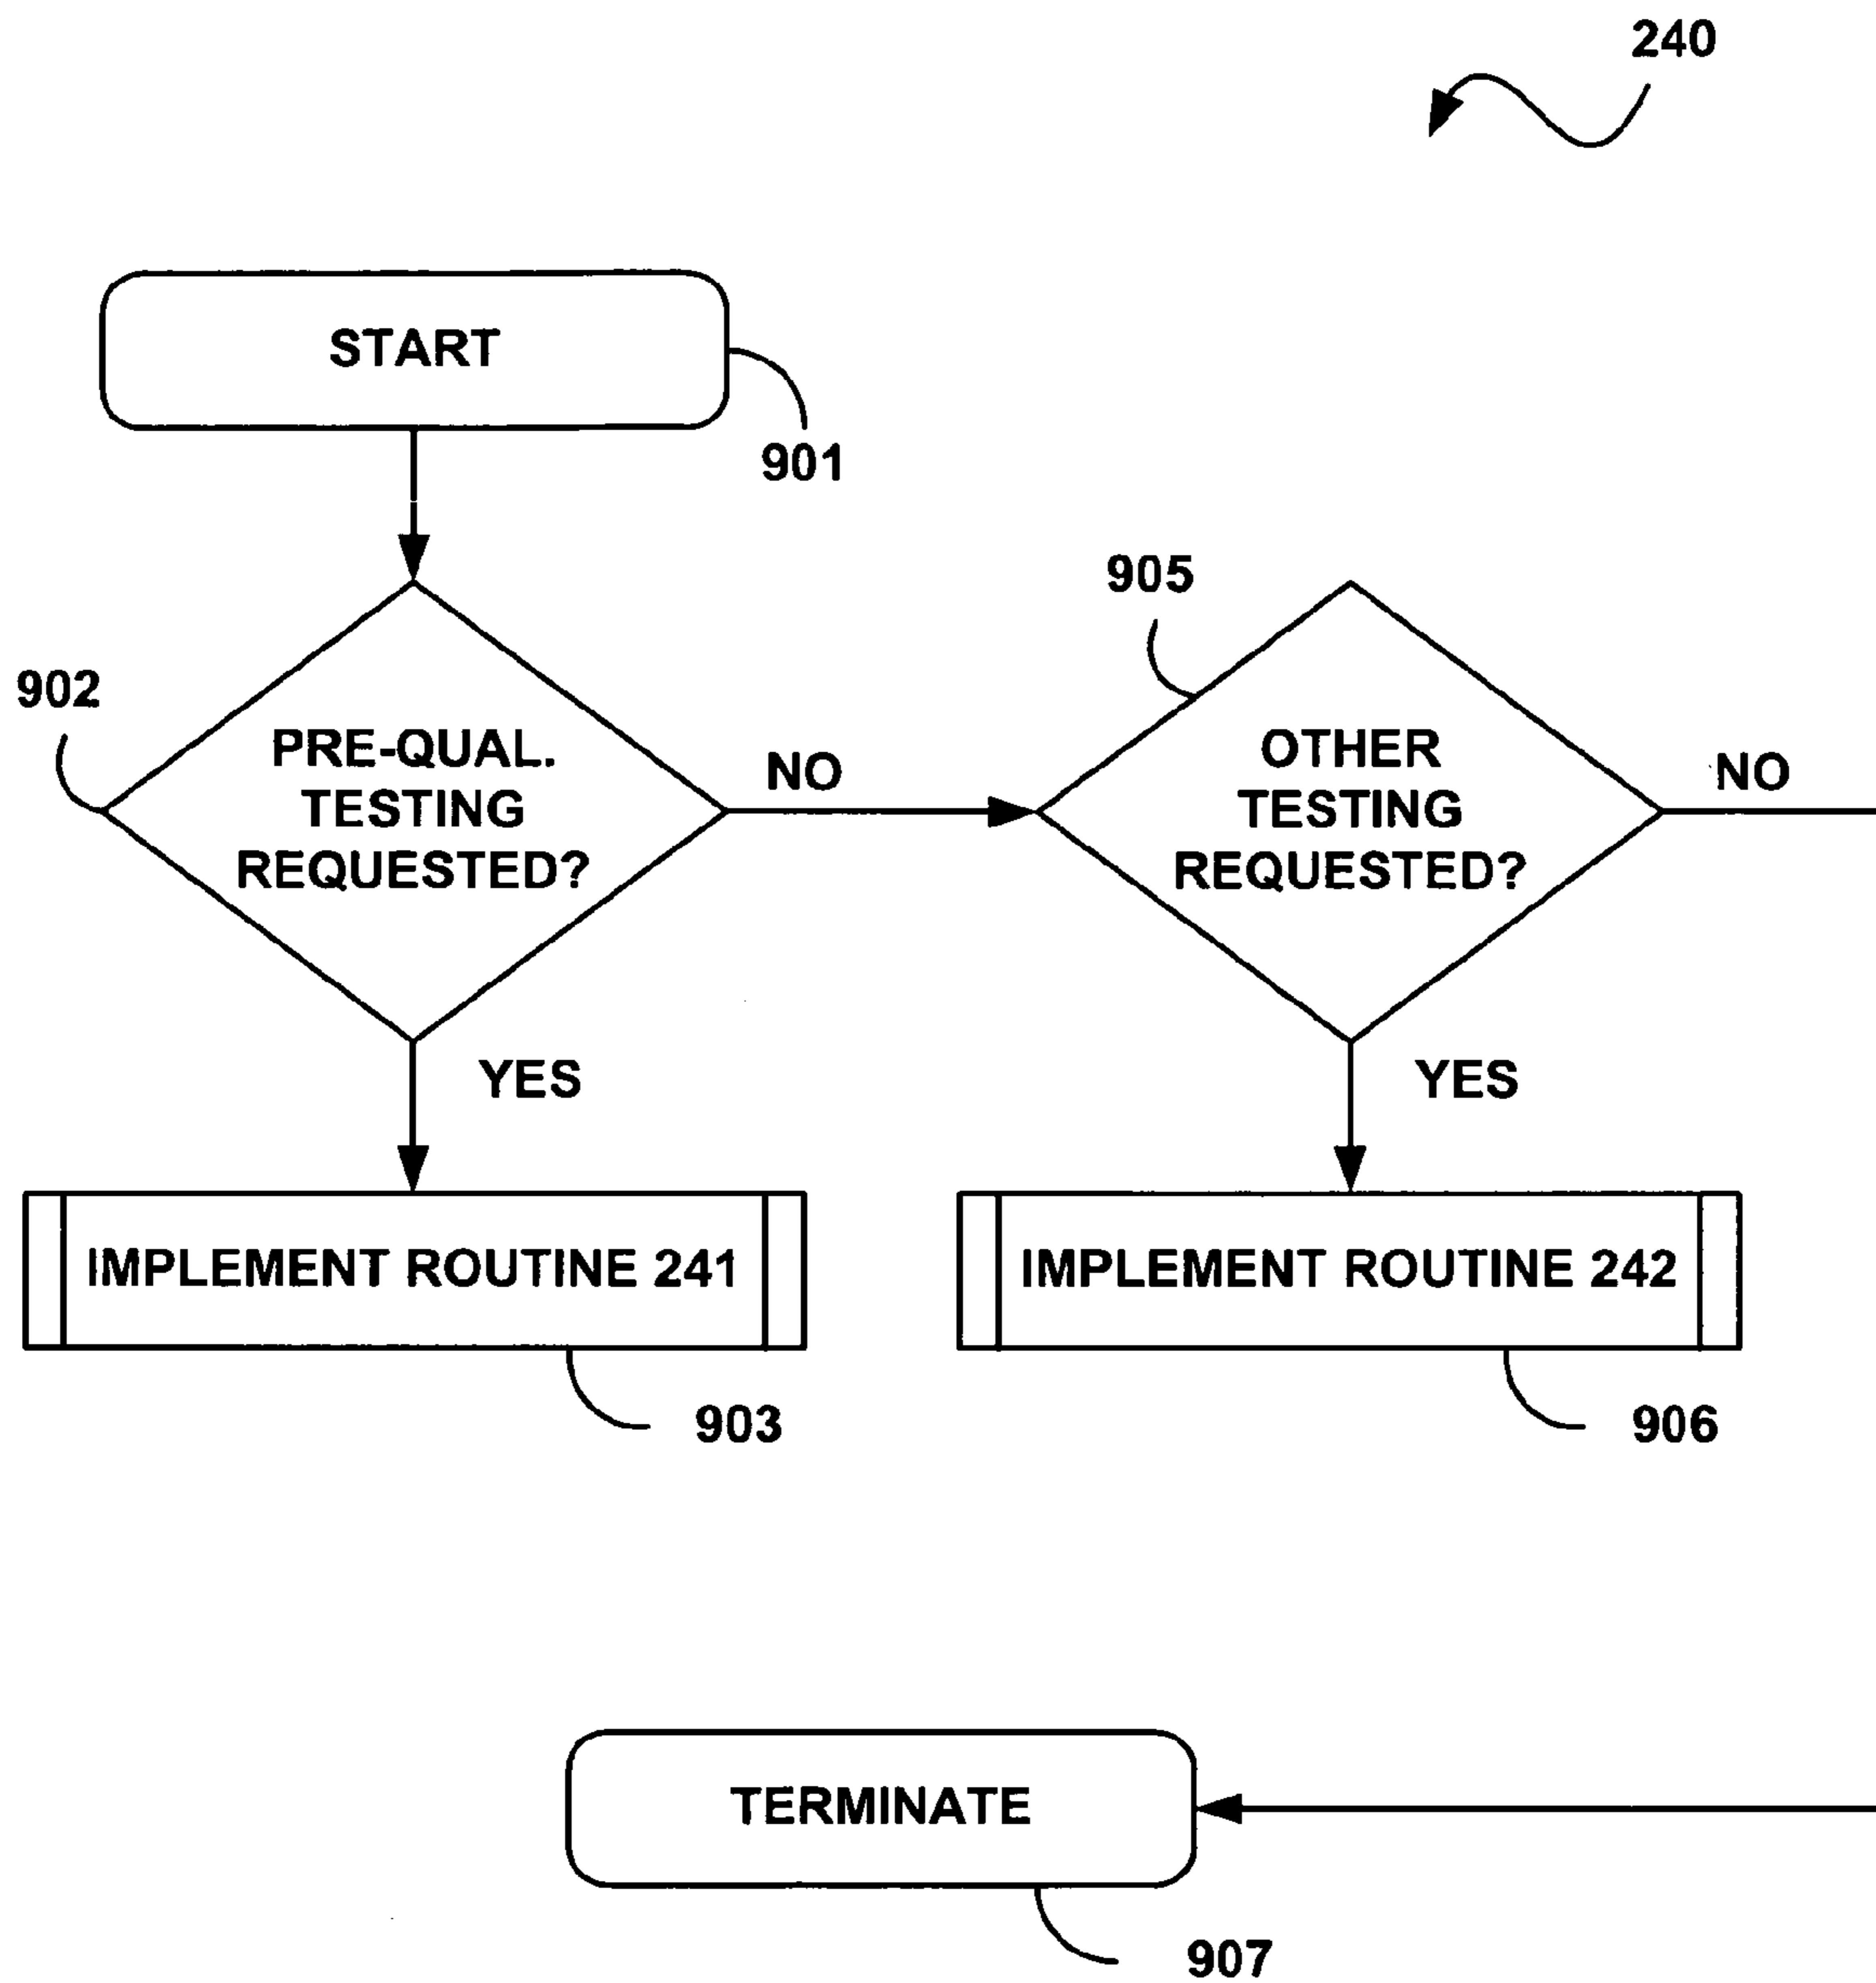 240
START
901
905
902
PRE-QUAL.
TESTING
REQUESTED?
NO
OTHER
TESTING
REQUESTED?
NO
YES
YES
IMPLEMENT ROUTINE 241
IMPLEMENT ROUTINE 242
903
906
TERMINATE
907